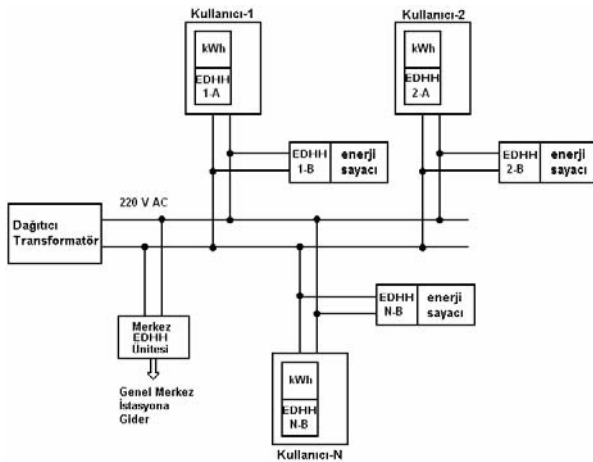 Kullanıcı-1
kWh
EDHH
1-A
EDHH
1-B
enerji
sayacı
Kullanıcı-2
kWh
EDHH
2-A
EDHH
2-B
enerji
sayacı
220 V AC
Dağıtıcı
Transformatör
Merkez
EDHH
Ünitesi
Genel Merkez
İstasyona
Gider
EDHH
N-B
enerji
sayacı
kWh
EDHH
N-B
Kullanıcı-N